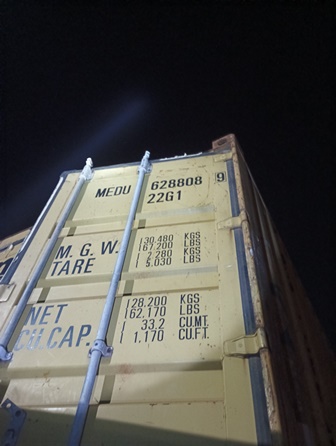 MEDU 628808 9
22G1
M. G. W. 30.480 KGS
67.200 LBS
TARE 2.280 KGS
5.030 LBS
NET 28.200 KGS
62.170 LBS
CU CAP. 33.2 CU.MT.
1.170 CU.FT.